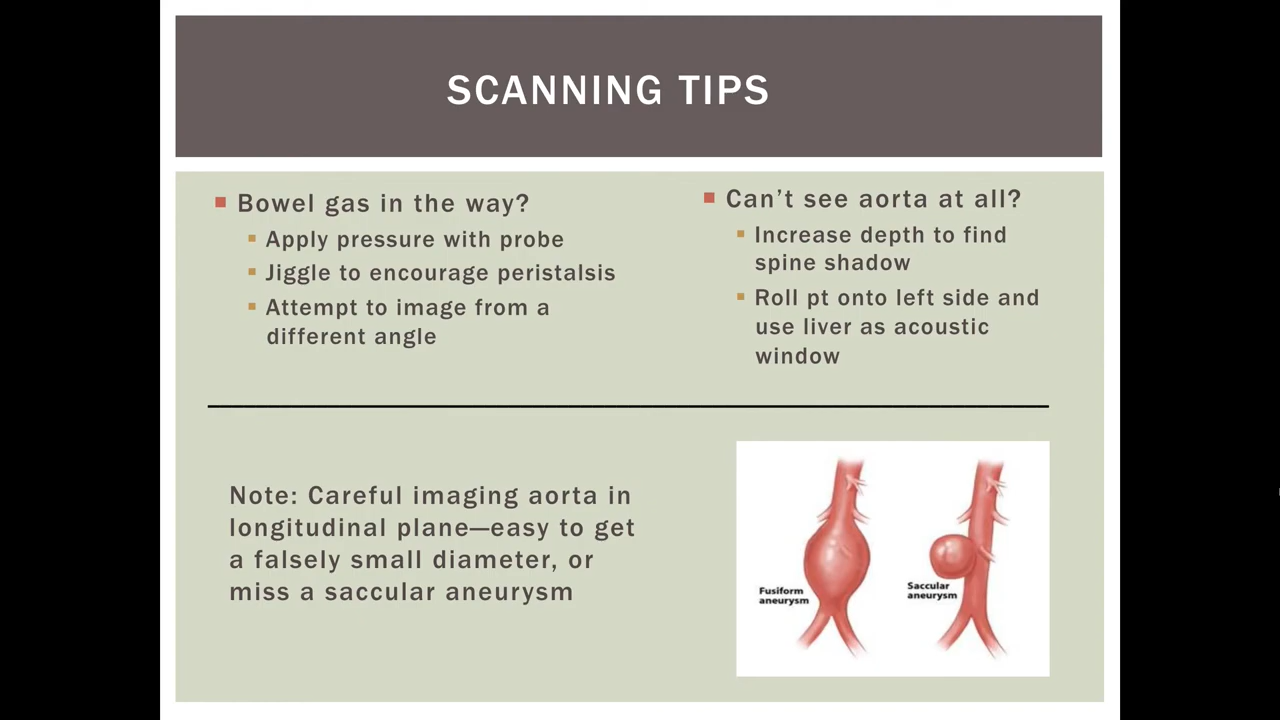 SCANNING TIPS
Bowel gas in the way?
Apply pressure with probe
Jiggle to encourage peristalsis
Attempt to image from a
different angle
Can’t see aorta at all?
Increase depth to find
spine shadow
Roll pt onto left side and
use liver as acoustic
window
Note: Careful imaging aorta in
longitudinal plane—easy to get
a falsely small diameter, or
miss a saccular aneurysm
Fusiform
aneurysm
Saccular
aneurysm